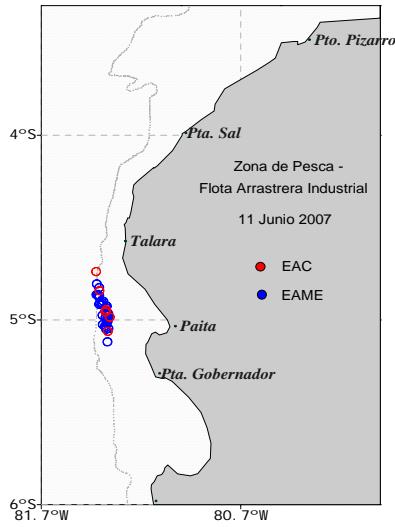 Pto. Pizarro
4°S
Pta. Sal
Zona de Pesca -
Flota Arrastrera Industrial
11 Junio 2007
Talara
EAC
EAME
5°S
Paita
Pta. Gobernador
6°S
81.7°W
80.7°W